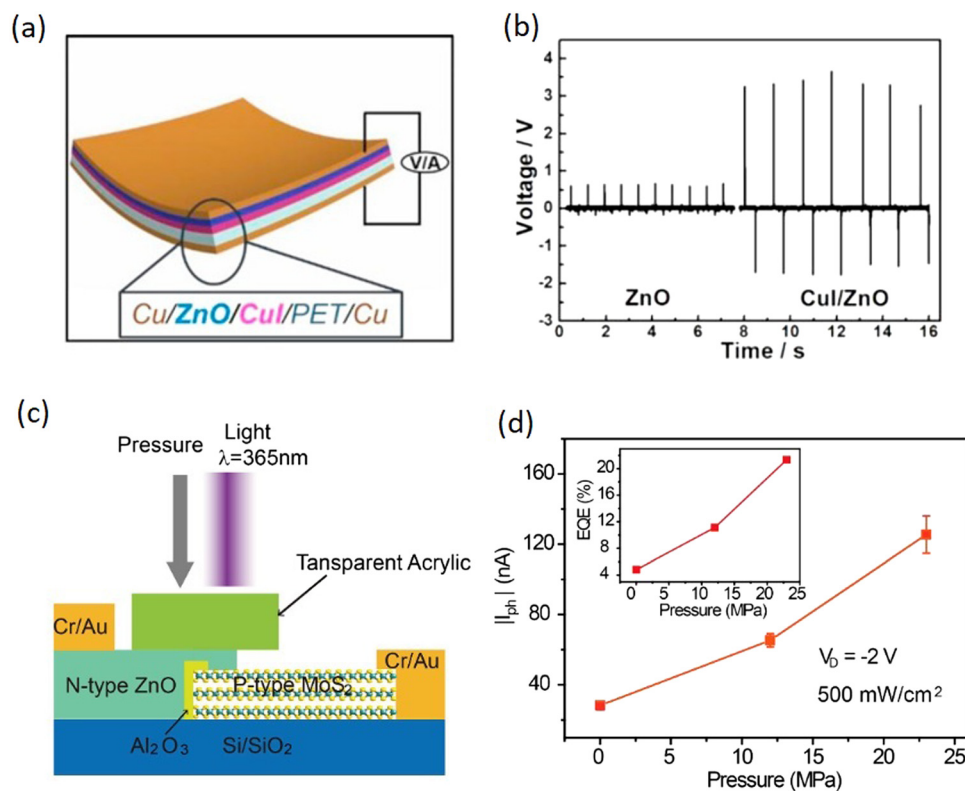 (a)
V/A
Cu/ZnO/CuI/PET/Cu
(b)
Voltage / V
4
3
2
1
0
-1
-2
-3
ZnO
CuI/ZnO
0 2 4 6 8 10 12 14 16
Time / s
(c)
Pressure
Light
λ=365nm
Tansparent Acrylic
Cr/Au
Cr/Au
N-type ZnO
P-type MoS₂
Al₂O₃
Si/SiO₂
(d)
|Iₚₕ| (nA)
160
120
80
40
EQE (%)
20
16
12
8
4
0 5 10 15 20 25
Pressure (MPa)
V_D = -2 V
500 mW/cm²
0 5 10 15 20 25
Pressure (MPa)